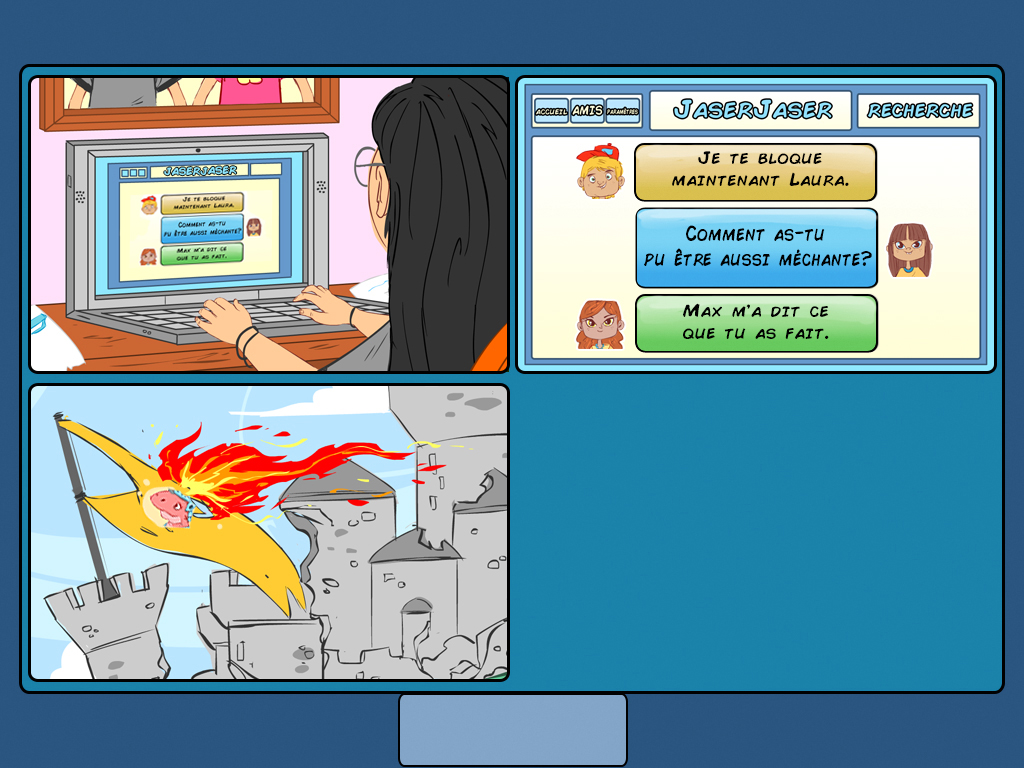 JASERJASER
JE TE BLOQUE
MAINTENANT LAURA.
COMMENT AS-TU
PU ÊTRE AUSSI MÉCHANTE?
MAX M'A DIT CE
QUE TU AS FAIT.
ACCUEIL AMIS PARAMÈTRES JASERJASER RECHERCHE
JE TE BLOQUE
MAINTENANT LAURA.
COMMENT AS-TU
PU ÊTRE AUSSI MÉCHANTE?
MAX M'A DIT CE
QUE TU AS FAIT.